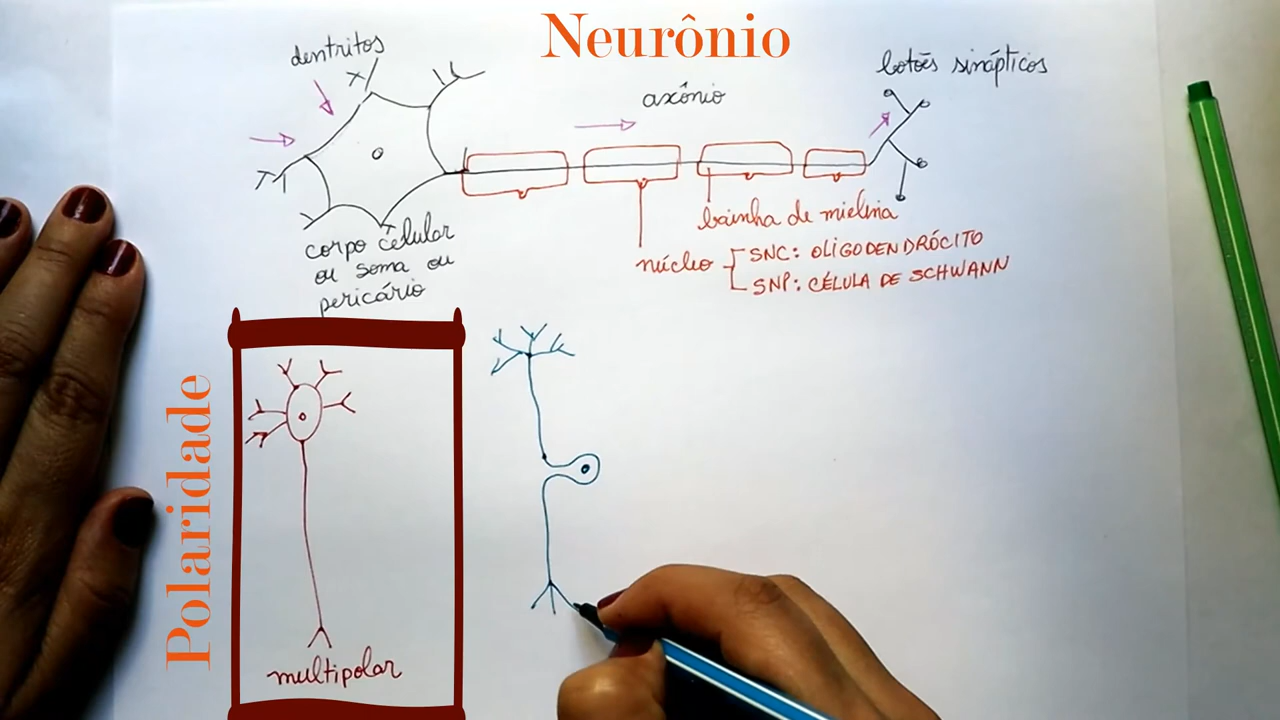 Neurônio
dentritos
axônio
botões sinápticos
corpo celular
ou soma ou
pericário
bainha de mielina
núcleo
SNC: OLIGODENDRÓCITO
SNP: CÉLULA DE SCHWANN
Polaridade
multipolar